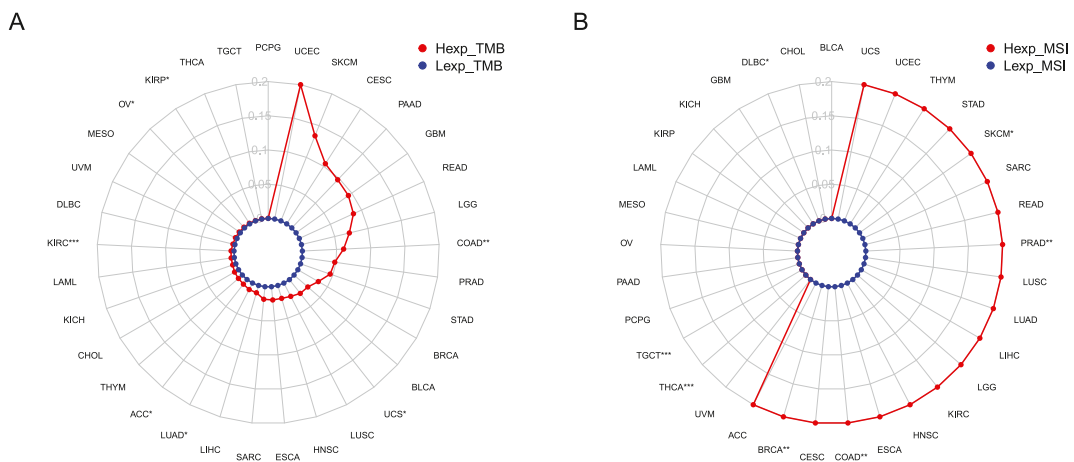 A
Hexp_TMB
Lexp_TMB
PCPG
UCEC
SKCM
CESC
PAAD
GBM
READ
LGG
COAD**
PRAD
STAD
BRCA
BLCA
UCS*
LUSC
HNSC
ESCA
SARC
LIHC
LUAD*
ACC*
THYM
CHOL
KICH
LAML
KIRC***
DLBC
UVM
MESO
OV*
KIRP*
THCA
TGCT
0.2
0.15
0.1
0.05
B
Hexp_MSI
Lexp_MSI
BLCA
UCS
UCEC
THYM
STAD
SKCM*
SARC
READ
PRAD**
LUSC
LUAD
LIHC
LGG
KIRC
HNSC
ESCA
COAD**
CESC
BRCA**
ACC
UVM
THCA***
TGCT***
PCPG
PAAD
OV
MESO
LAML
KIRP
KICH
GBM
DLBC*
CHOL
0.2
0.15
0.1
0.05